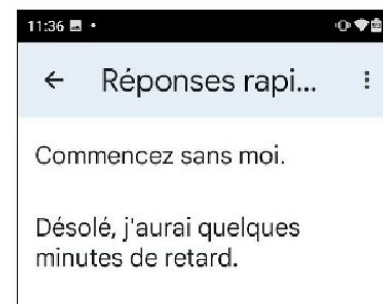 11:36
Réponses rapi...
Commencez sans moi.
Désolé, j'aurai quelques
minutes de retard.